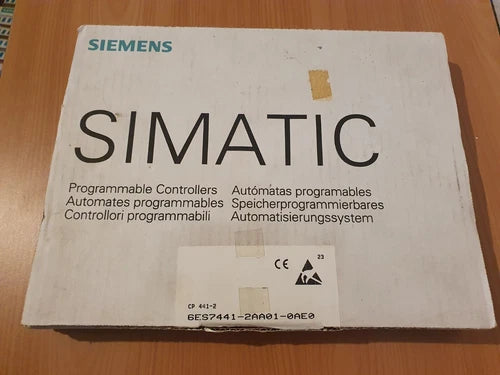 SIEMENS
SIMATIC
Programmable Controllers
Automates programmables
Controllori programmabili
Autómatas programables
Speicherprogrammierbares
Automatisierungssystem
CE
23
CP 441-2
6ES7441-2AA01-0AE0